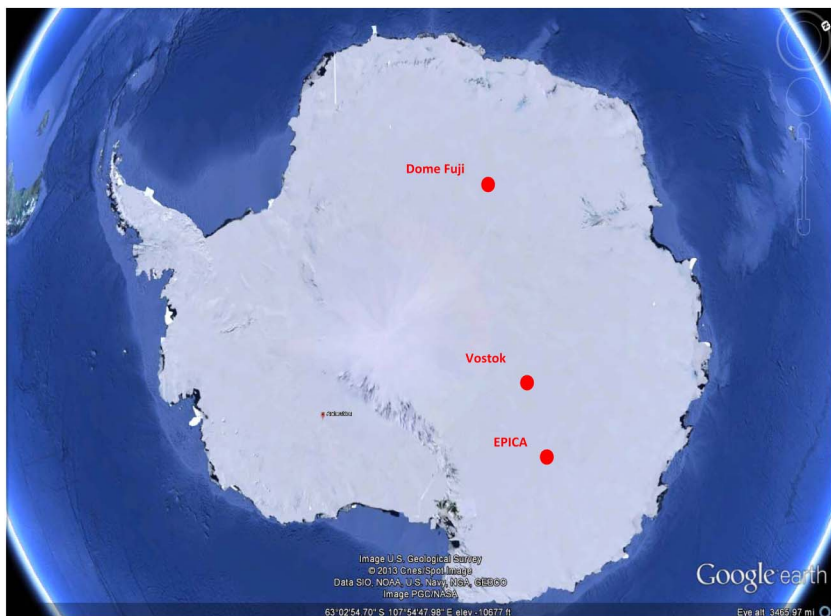 Dome Fuji
Vostok
EPICA
Antarctica
Image U.S. Geological Survey
© 2013 Cnes/Spot Image
Data SIO, NOAA, U.S. Navy, NGA, GEBCO
Image PGC/NASA
Google earth
63°02'54.70" S 107°54'47.98" E elev -10677 ft
Eye alt 3465.97 mi